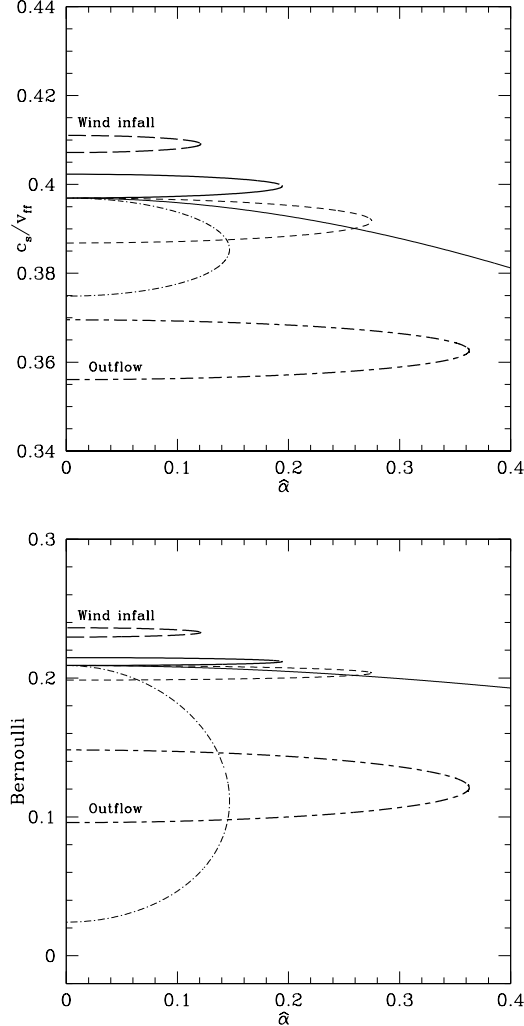 0.44
0.42
0.4
0.38
0.36
0.34
c_s/v_ff
Wind infall
Outflow
0 0.1 0.2 0.3 0.4
α̂
0.3
0.2
0.1
0
Bernoulli
Wind infall
Outflow
0 0.1 0.2 0.3 0.4
α̂